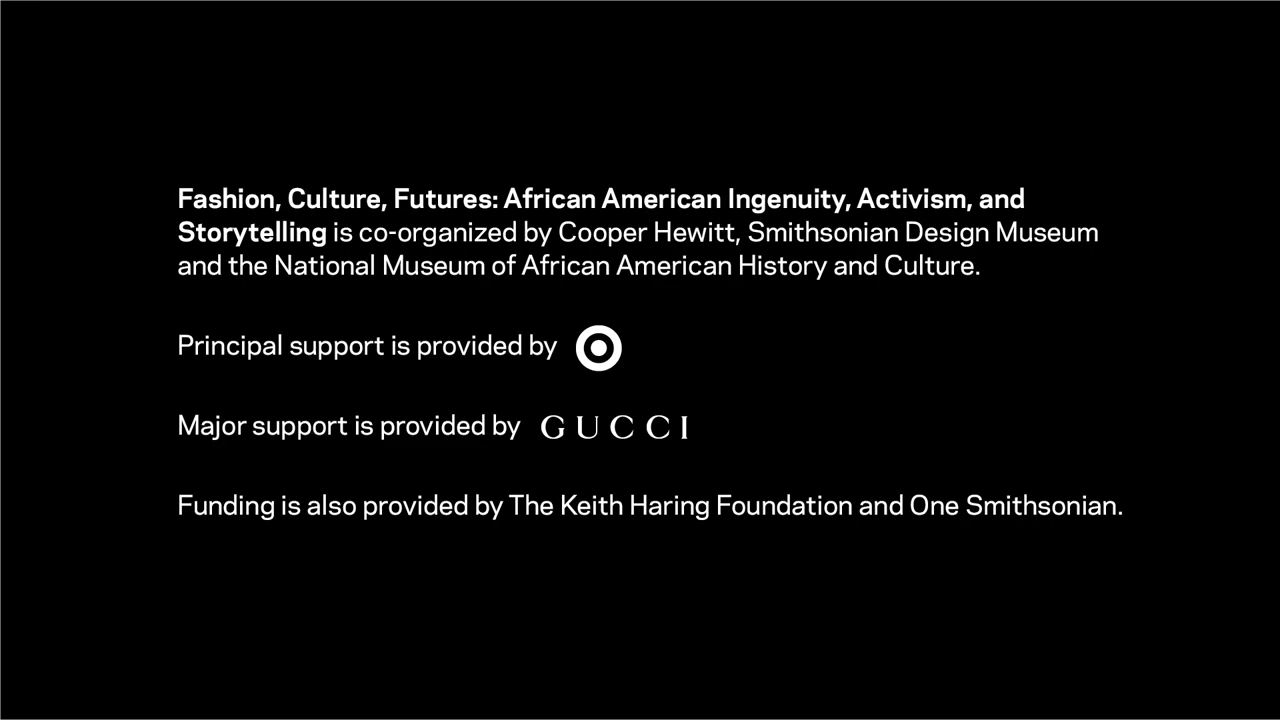 Fashion, Culture, Futures: African American Ingenuity, Activism, and
Storytelling is co-organized by Cooper Hewitt, Smithsonian Design Museum
and the National Museum of African American History and Culture.
Principal support is provided by
Major support is provided by GUCCI
Funding is also provided by The Keith Haring Foundation and One Smithsonian.